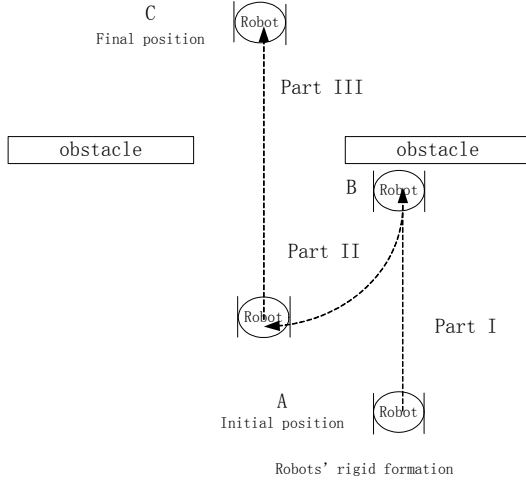 C
Robot
Final position
Part III
obstacle
obstacle
B
Robot
Part II
Robot
Part I
A
Robot
Initial position
Robots’ rigid formation